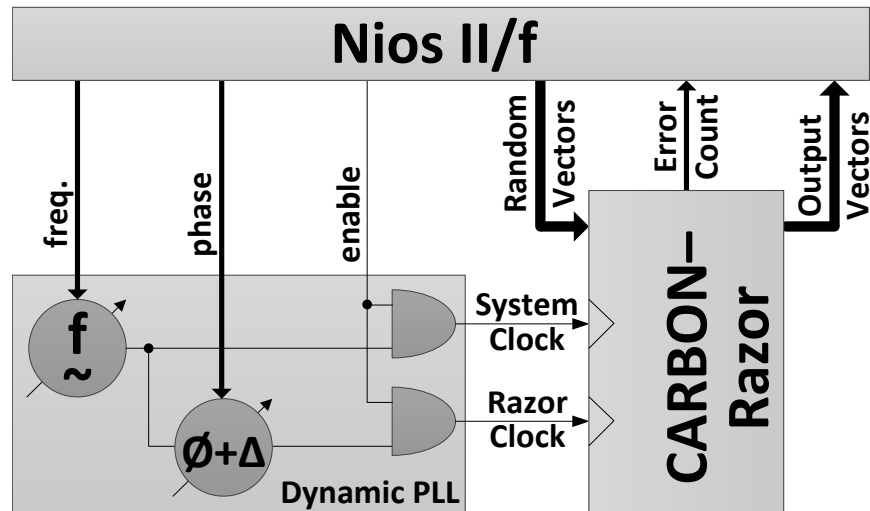 Nios II/f
freq.
phase
enable
Random
Vectors
Error
Count
Output
Vectors
f
~
System
Clock
Razor
Clock
Ø+Δ
Dynamic PLL
CARBON–
Razor